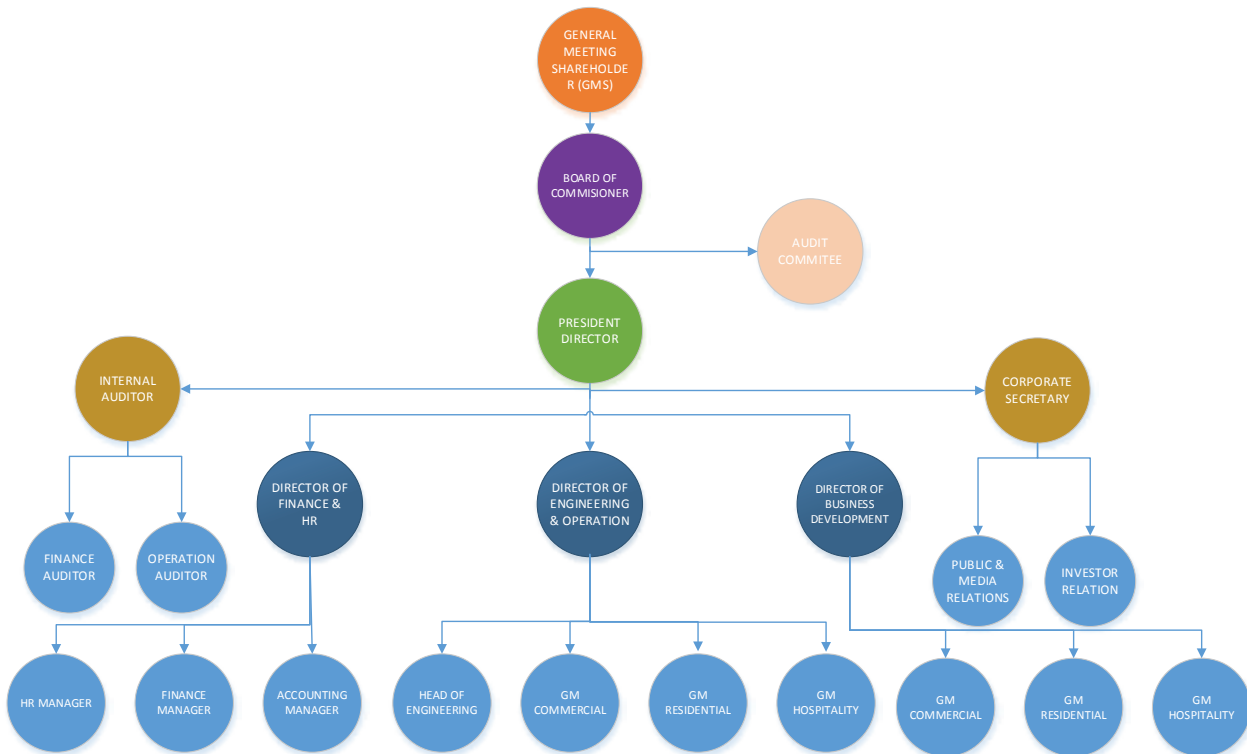 GENERAL
MEETING
SHAREHOLDE
R (GMS)
BOARD OF
COMMISIONER
AUDIT
COMMITEE
PRESIDENT
DIRECTOR
INTERNAL
AUDITOR
CORPORATE
SECRETARY
DIRECTOR OF
FINANCE &
HR
DIRECTOR OF
ENGINEERING
& OPERATION
DIRECTOR OF
BUSINESS
DEVELOPMENT
FINANCE
AUDITOR
OPERATION
AUDITOR
PUBLIC &
MEDIA
RELATIONS
INVESTOR
RELATION
HR MANAGER
FINANCE
MANAGER
ACCOUNTING
MANAGER
HEAD OF
ENGINEERING
GM
COMMERCIAL
GM
RESIDENTIAL
GM
HOSPITALITY
GM
COMMERCIAL
GM
RESIDENTIAL
GM
HOSPITALITY